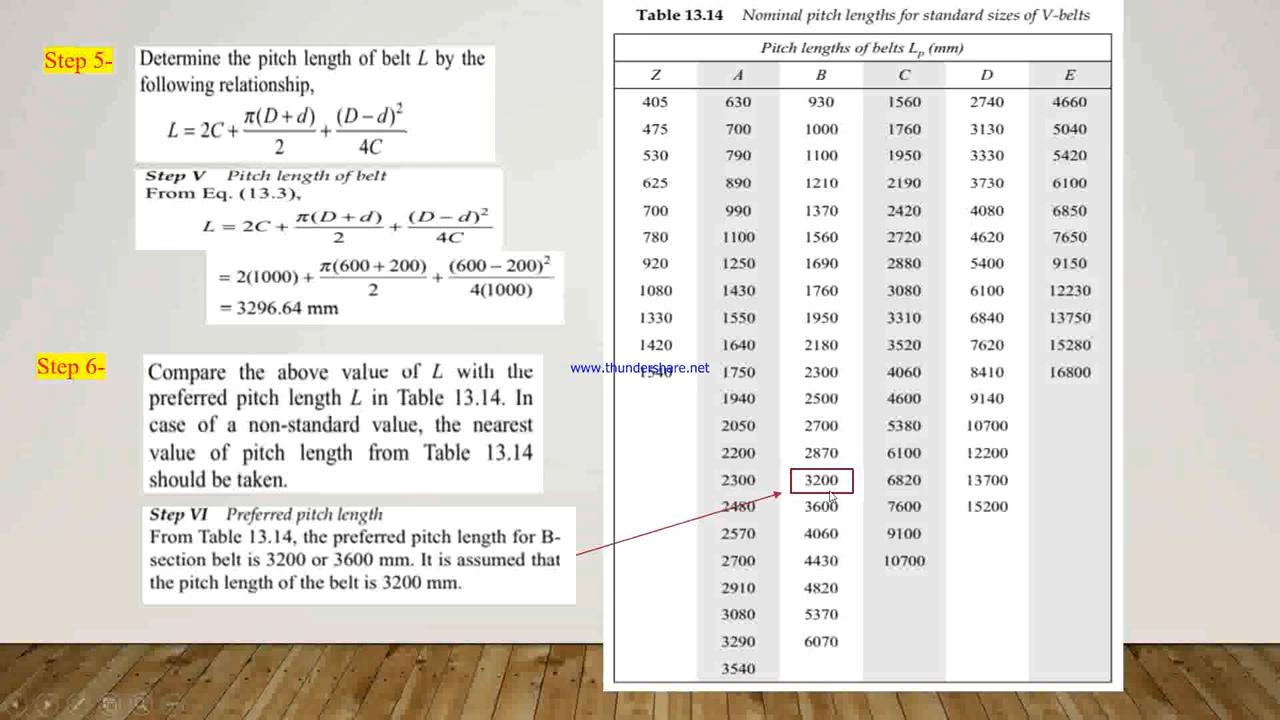 Step 5-
Determine the pitch length of belt L by the
following relationship,
L = 2C + π(D + d)/2 + (D – d)²/4C
Step V Pitch length of belt
From Eq. (13.3),
L = 2C + π(D + d)/2 + (D – d)²/4C
= 2(1000) + π(600 + 200)/2 + (600 – 200)²/4(1000)
= 3296.64 mm
Step 6-
Compare the above value of L with the
preferred pitch length L in Table 13.14. In
case of a non-standard value, the nearest
value of pitch length from Table 13.14
should be taken.
Step VI Preferred pitch length
From Table 13.14, the preferred pitch length for B-
section belt is 3200 or 3600 mm. It is assumed that
the pitch length of the belt is 3200 mm.
Table 13.14 Nominal pitch lengths for standard sizes of V-belts
Pitch lengths of belts Lp (mm)
Z A B C D E
405 630 930 1560 2740 4660
475 700 1000 1760 3130 5040
530 790 1100 1950 3330 5420
625 890 1210 2190 3730 6100
700 990 1370 2420 4080 6850
780 1100 1560 2720 4620 7650
920 1250 1690 2880 5400 9150
1080 1430 1760 3080 6100 12230
1330 1550 1950 3310 6840 13750
1420 1640 2180 3520 7620 15280
www.thundershare.net
1540 1750 2300 4060 8410 16800
1940 2500 4600 9140
2050 2700 5380 10700
2200 2870 6100 12200
2300 3200 6820 13700
2480 3600 7600 15200
2570 4060 9100
2700 4430 10700
2910 4820
3080 5370
3290 6070
3540